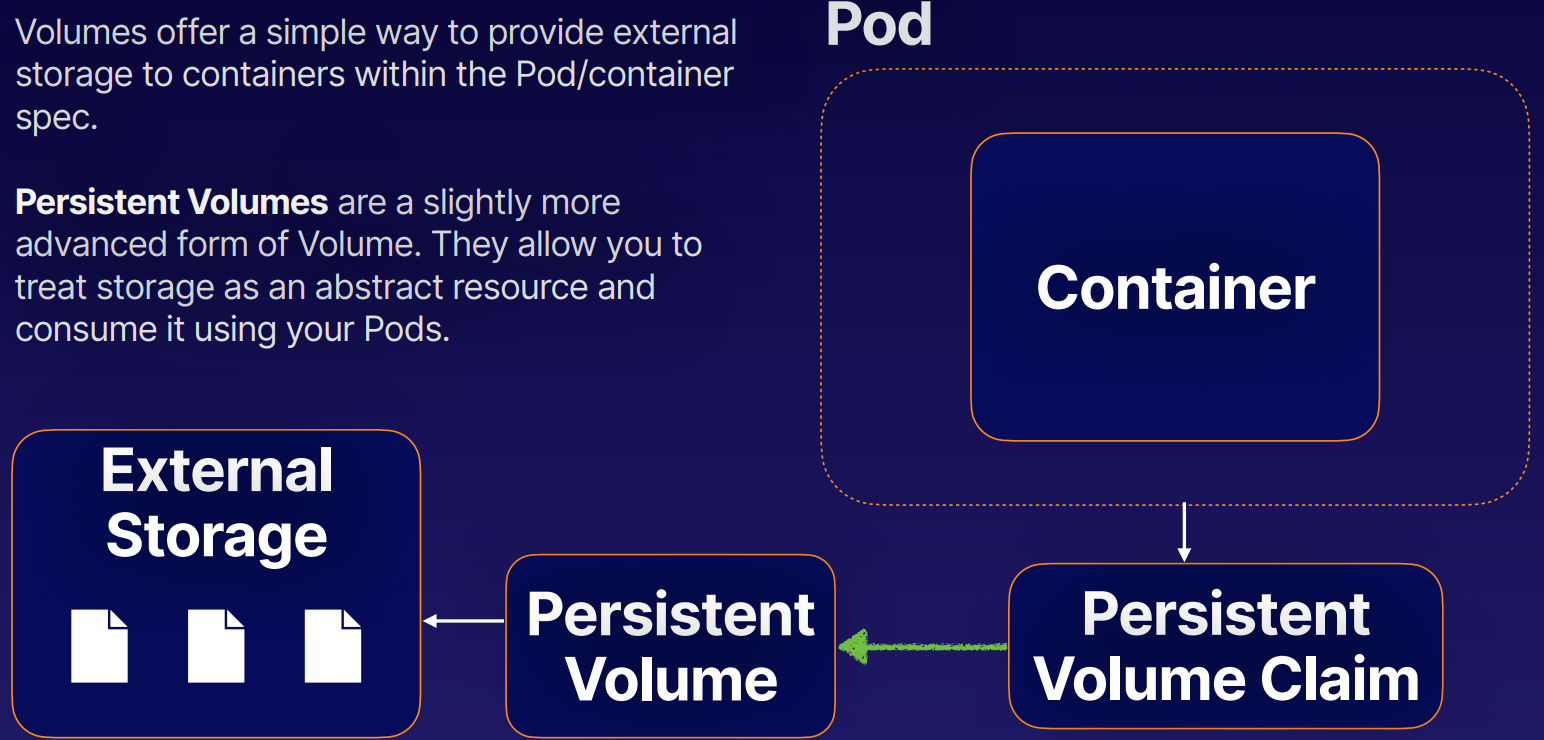 Volumes offer a simple way to provide external
storage to containers within the Pod/container
spec.
Persistent Volumes are a slightly more
advanced form of Volume. They allow you to
treat storage as an abstract resource and
consume it using your Pods.
Pod
Container
External
Storage
Persistent
Volume
Persistent
Volume Claim